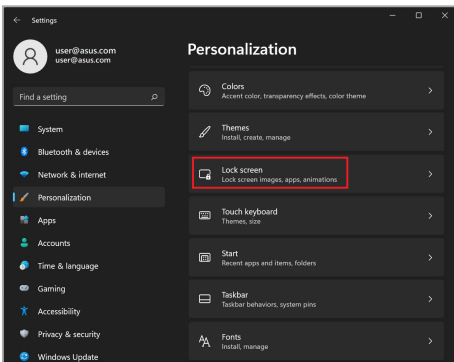 Settings
user@asus.com
user@asus.com
Find a setting
System
Bluetooth & devices
Network & internet
Personalization
Apps
Accounts
Time & language
Gaming
Accessibility
Privacy & security
Windows Update
Personalization
Colors
Accent color, transparency effects, color theme
Themes
Install, create, manage
Lock screen
Lock screen images, apps, animations
Touch keyboard
Themes, size
Start
Recent apps and items, folders
Taskbar
Taskbar behaviors, system pins
Fonts
Install, manage